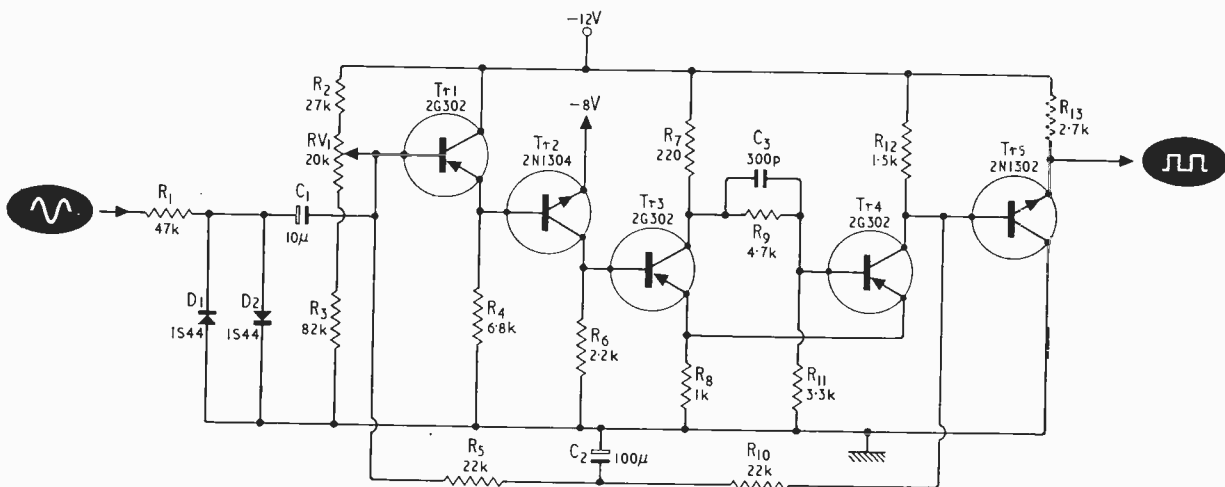 -12V
R2
27k
RV1
20k
Tr1
2G302
-8V
Tr2
2N1304
R7
220
C3
300p
R12
1·5k
R13
2·7k
Tr5
2N1302
R1
47k
C1
10μ
Tr3
2G302
R9
4·7k
Tr4
2G302
D1
1S44
D2
1S44
R3
82k
R4
6·8k
R6
2·2k
R8
1k
R11
3·3k
R5
22k
C2
100μ
R10
22k